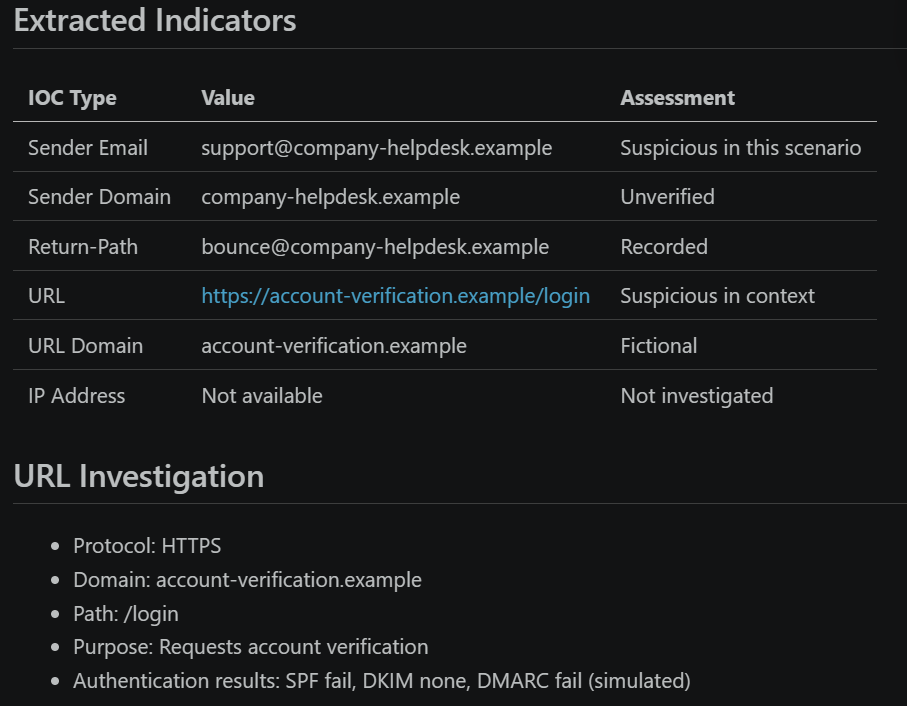 Extracted Indicators
IOC Type Value Assessment
Sender Email support@company-helpdesk.example Suspicious in this scenario
Sender Domain company-helpdesk.example Unverified
Return-Path bounce@company-helpdesk.example Recorded
URL https://account-verification.example/login Suspicious in context
URL Domain account-verification.example Fictional
IP Address Not available Not investigated
URL Investigation
• Protocol: HTTPS
• Domain: account-verification.example
• Path: /login
• Purpose: Requests account verification
• Authentication results: SPF fail, DKIM none, DMARC fail (simulated)